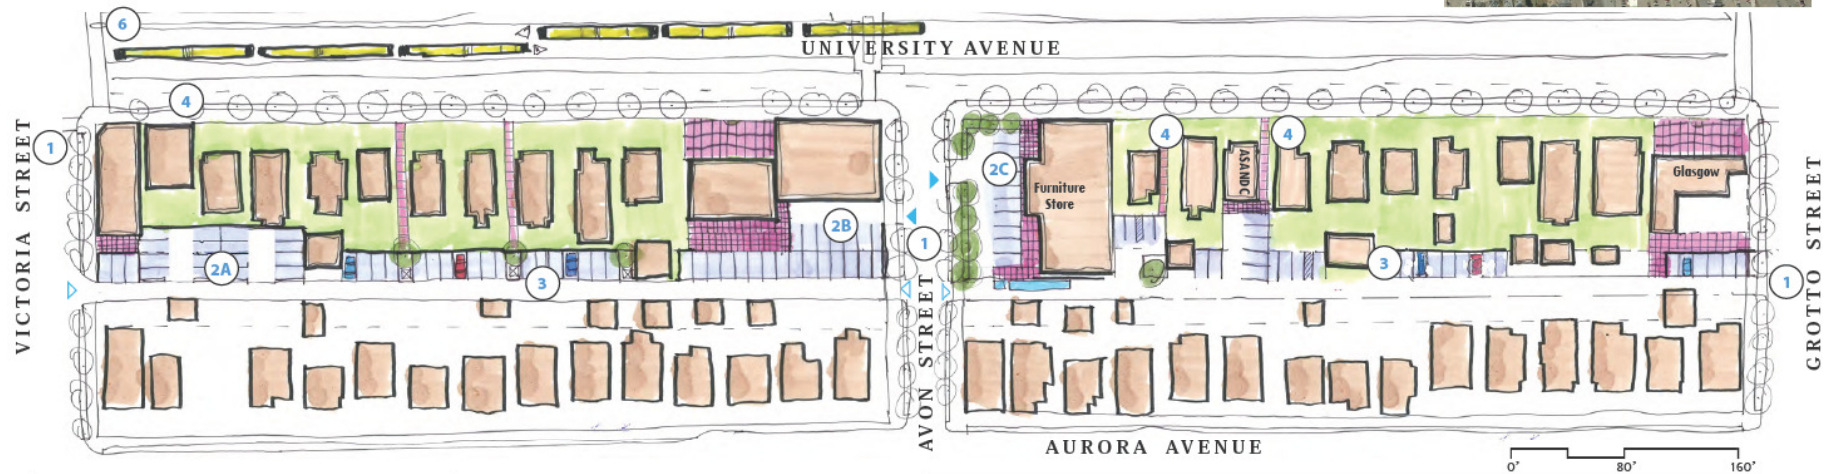 6
UNIVERSITY AVENUE
4
4
4
1
VICTORIA STREET
2C
Furniture
Store
ASANDC
Glasgow
GROTTO STREET
2B
1
2A
3
3
1
AVON STREET
AURORA AVENUE
0'
80'
160'